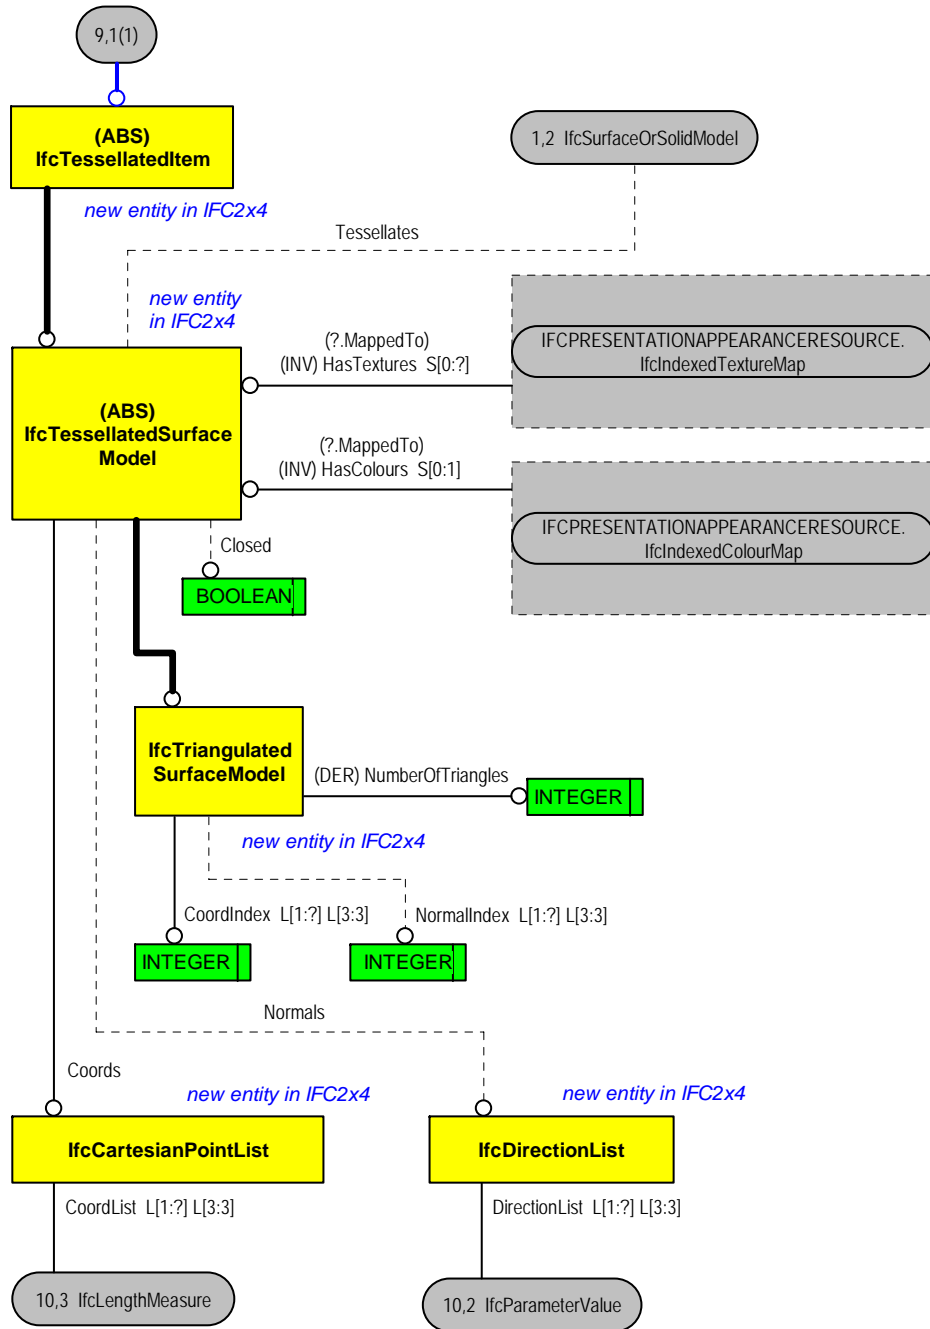 9,1(1)
(ABS)
IfcTessellatedItem
1,2 IfcSurfaceOrSolidModel
new entity in IFC2x4
Tessellates
new entity
in IFC2x4
(?.MappedTo)
(INV) HasTextures S[0:?]
IFCPRESENTATIONAPPEARANCERESOURCE.
IfcIndexedTextureMap
(ABS)
IfcTessellatedSurface
Model
(?.MappedTo)
(INV) HasColours S[0:1]
IFCPRESENTATIONAPPEARANCERESOURCE.
IfcIndexedColourMap
Closed
BOOLEAN
IfcTriangulated
SurfaceModel
(DER) NumberOfTriangles
INTEGER
new entity in IFC2x4
CoordIndex L[1:?] L[3:3]
NormalIndex L[1:?] L[3:3]
INTEGER
INTEGER
Normals
Coords
new entity in IFC2x4
new entity in IFC2x4
IfcCartesianPointList
IfcDirectionList
CoordList L[1:?] L[3:3]
DirectionList L[1:?] L[3:3]
10,3 IfcLengthMeasure
10,2 IfcParameterValue